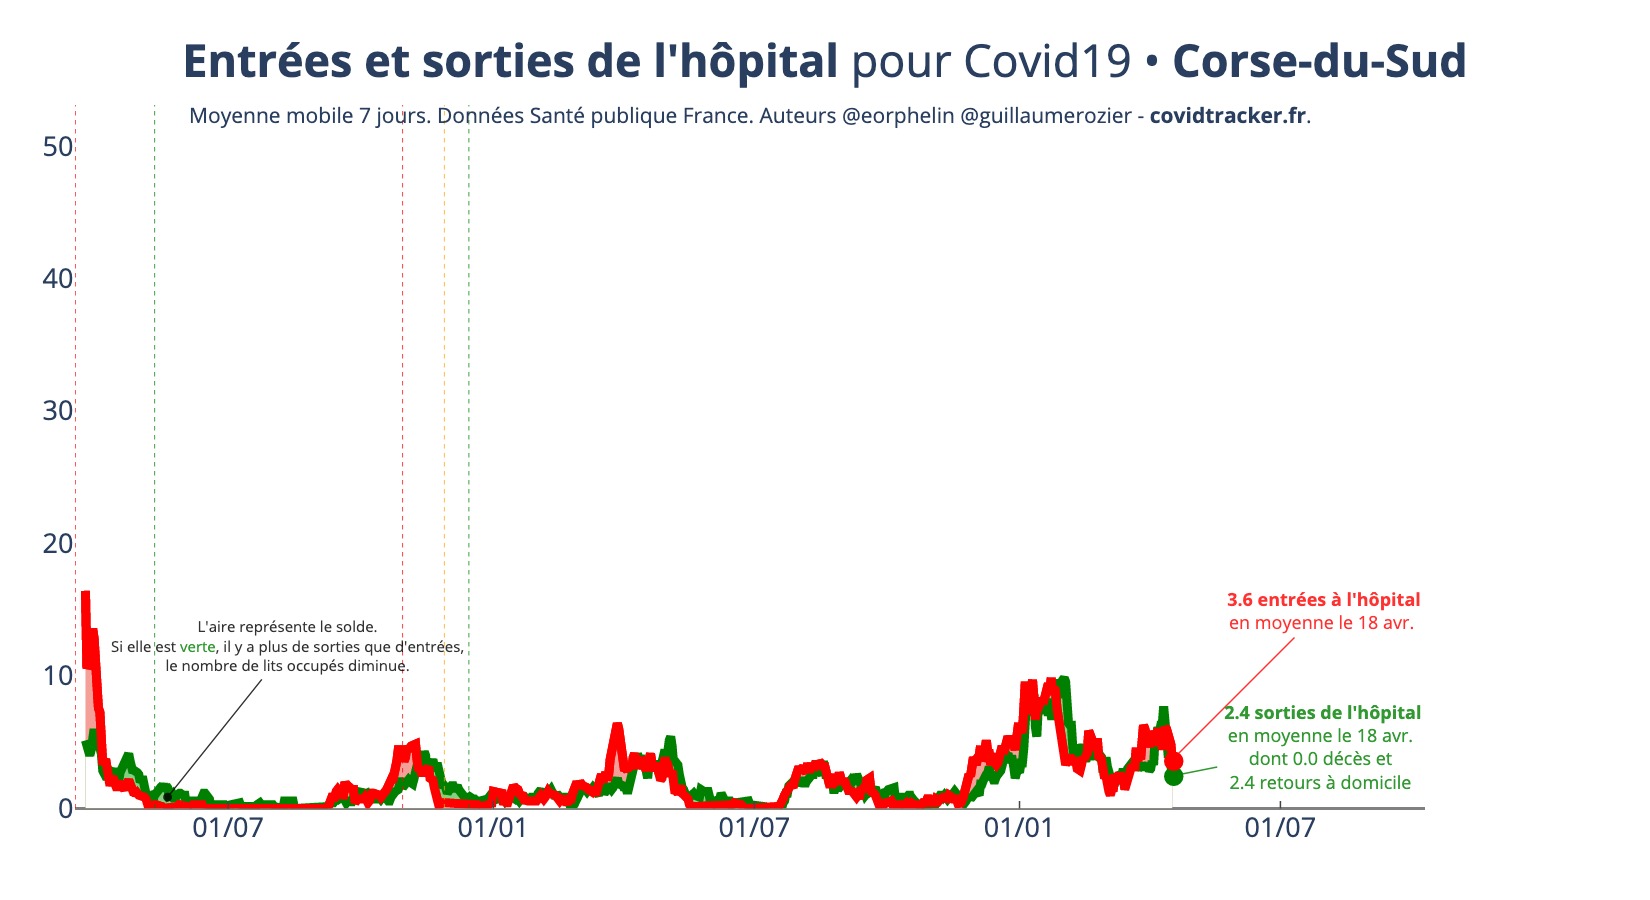 Entrées et sorties de l'hôpital pour Covid19 • Corse-du-Sud
Moyenne mobile 7 jours. Données Santé publique France. Auteurs @eorphelin @guillaumerozier - covidtracker.fr.
50
40
30
20
10
0
L'aire représente le solde.
Si elle est verte, il y a plus de sorties que d'entrées,
le nombre de lits occupés diminue.
3.6 entrées à l'hôpital
en moyenne le 18 avr.
2.4 sorties de l'hôpital
en moyenne le 18 avr.
dont 0.0 décès et
2.4 retours à domicile
01/07
01/01
01/07
01/01
01/07